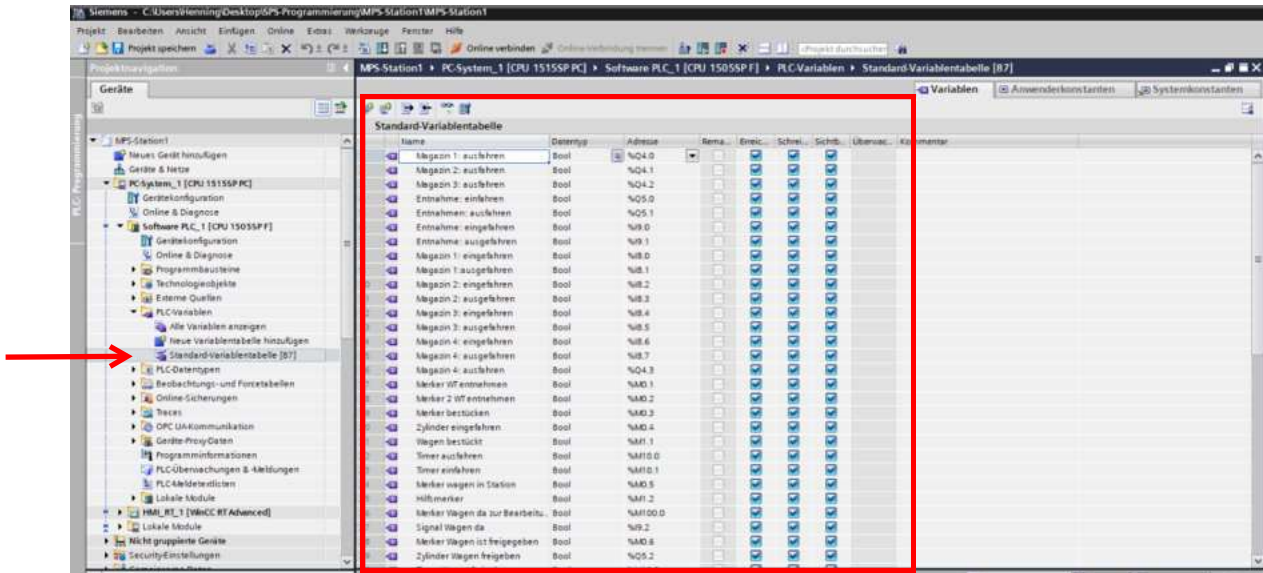 Siemens - C:\Users\Henning\Desktop\SPS-Programmierung\MPS-Station1\MPS-Station1
Projekt Bearbeiten Ansicht Einfügen Online Extras Werkzeuge Fenster Hilfe
Projekt speichern Online verbinden Online-Verbindung trennen Projekt durchsuchen
Projektnavigation
MPS-Station1 PC-System_1 [CPU 1515SP PC] Software PLC_1 [CPU 1505SP F] PLC-Variablen Standard-Variablentabelle [87]
Geräte
Variablen Anwenderkonstanten Systemkonstanten
PLC-Programmierung
MPS-Station1
Neues Gerät hinzufügen
Geräte & Netze
PC-System_1 [CPU 1515SP PC]
Gerätekonfiguration
Online & Diagnose
Software PLC_1 [CPU 1505SP F]
Gerätekonfiguration
Online & Diagnose
Programmbausteine
Technologieobjekte
Externe Quellen
PLC-Variablen
Alle Variablen anzeigen
Neue Variablentabelle hinzufügen
Standard-Variablentabelle [87]
PLC-Datentypen
Beobachtungs- und Forcetabellen
Online-Sicherungen
Traces
OPC UA-Kommunikation
Geräte-Proxy-Daten
Programminformationen
PLC-Überwachungen & -Meldungen
PLC-Meldetextlisten
Lokale Module
HMI_RT_1 [WinCC RT Advanced]
Lokale Module
Nicht gruppierte Geräte
Security-Einstellungen
Standard-Variablentabelle
Name Datentyp Adresse Rema... Erreic... Schrei... Sichtb... Überwac... Kommentar
Magazin 1: ausfahren Bool %Q4.0
Magazin 2: ausfahren Bool %Q4.1
Magazin 3: ausfahren Bool %Q4.2
Entnahme: einfahren Bool %Q5.0
Entnahmen: ausfahren Bool %Q5.1
Entnahme: eingefahren Bool %I9.0
Entnahme: ausgefahren Bool %I9.1
Magazin 1: eingefahren Bool %I8.0
Magazin 1:ausgefahren Bool %I8.1
Magazin 2: eingefahren Bool %I8.2
Magazin 2: ausgefahren Bool %I8.3
Magazin 3: eingefahren Bool %I8.4
Magazin 3: ausgefahren Bool %I8.5
Magazin 4: eingefahren Bool %I8.6
Magazin 4: ausgefahren Bool %I8.7
Magazin 4: ausfahren Bool %Q4.3
Merker WT entnehmen Bool %M0.1
Merker 2 WT entnehmen Bool %M0.2
Merker bestücken Bool %M0.3
Zylinder eingefahren Bool %M0.4
Wagen bestückt Bool %M1.1
Timer ausfahren Bool %M10.0
Timer einfahren Bool %M10.1
Merker wagen in Station Bool %M0.5
Hilfsmerker Bool %M1.2
Merker Wagen da zur Bearbeitu.. Bool %M100.0
Signal Wagen da Bool %I9.2
Merker Wagen ist freigegeben Bool %M0.6
Zylinder Wagen freigeben Bool %Q5.2